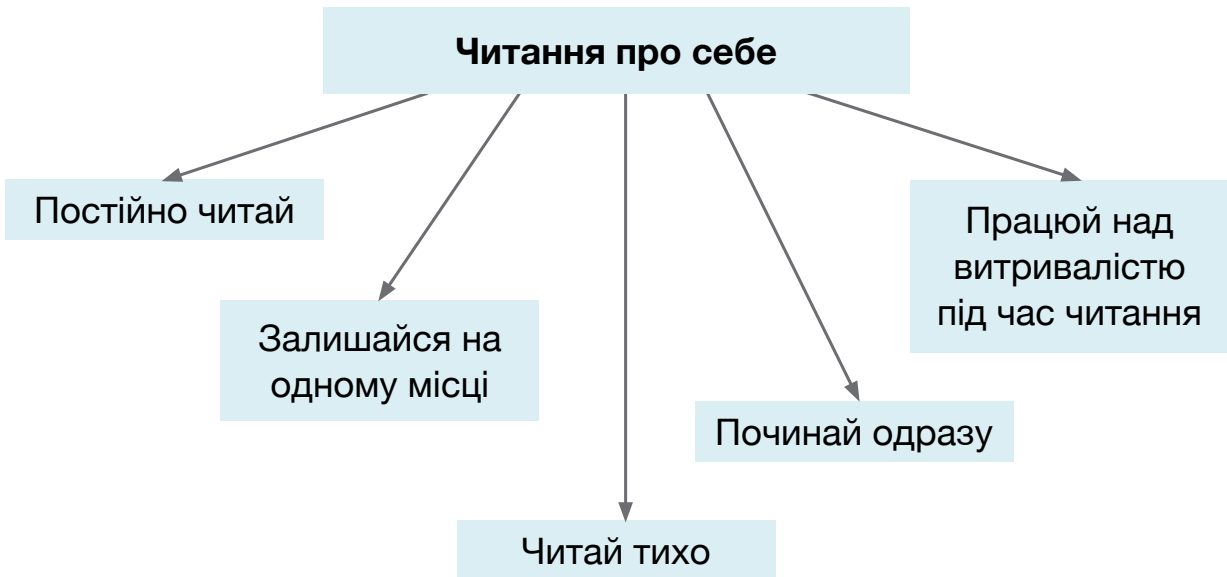 Читання про себе
Постійно читай
Залишайся на
одному місці
Читай тихо
Починай одразу
Працюй над
витривалістю
під час читання